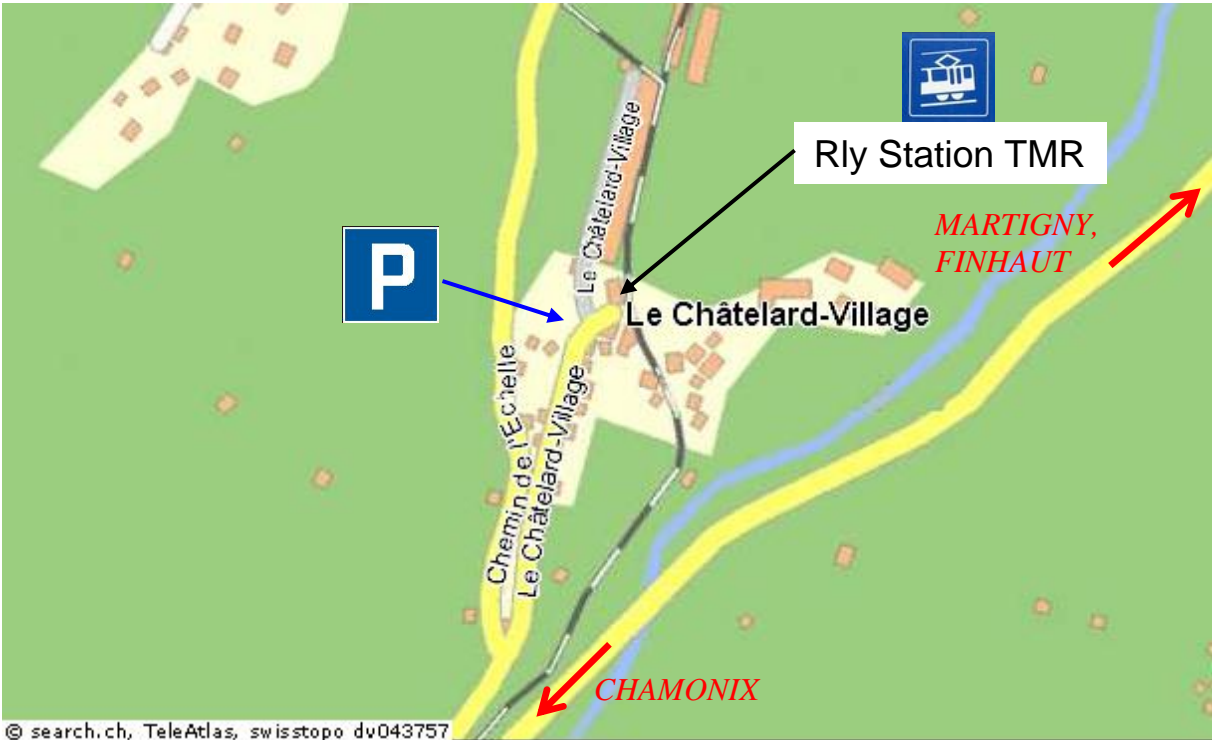 Le Châtelard-Village
Rly Station TMR
MARTIGNY,
FINHAUT
P
Le Châtelard-Village
Chemin de l'Echelle
Le Châtelard-Village
CHAMONIX
© search.ch, TeleAtlas, swisstopo dv043757